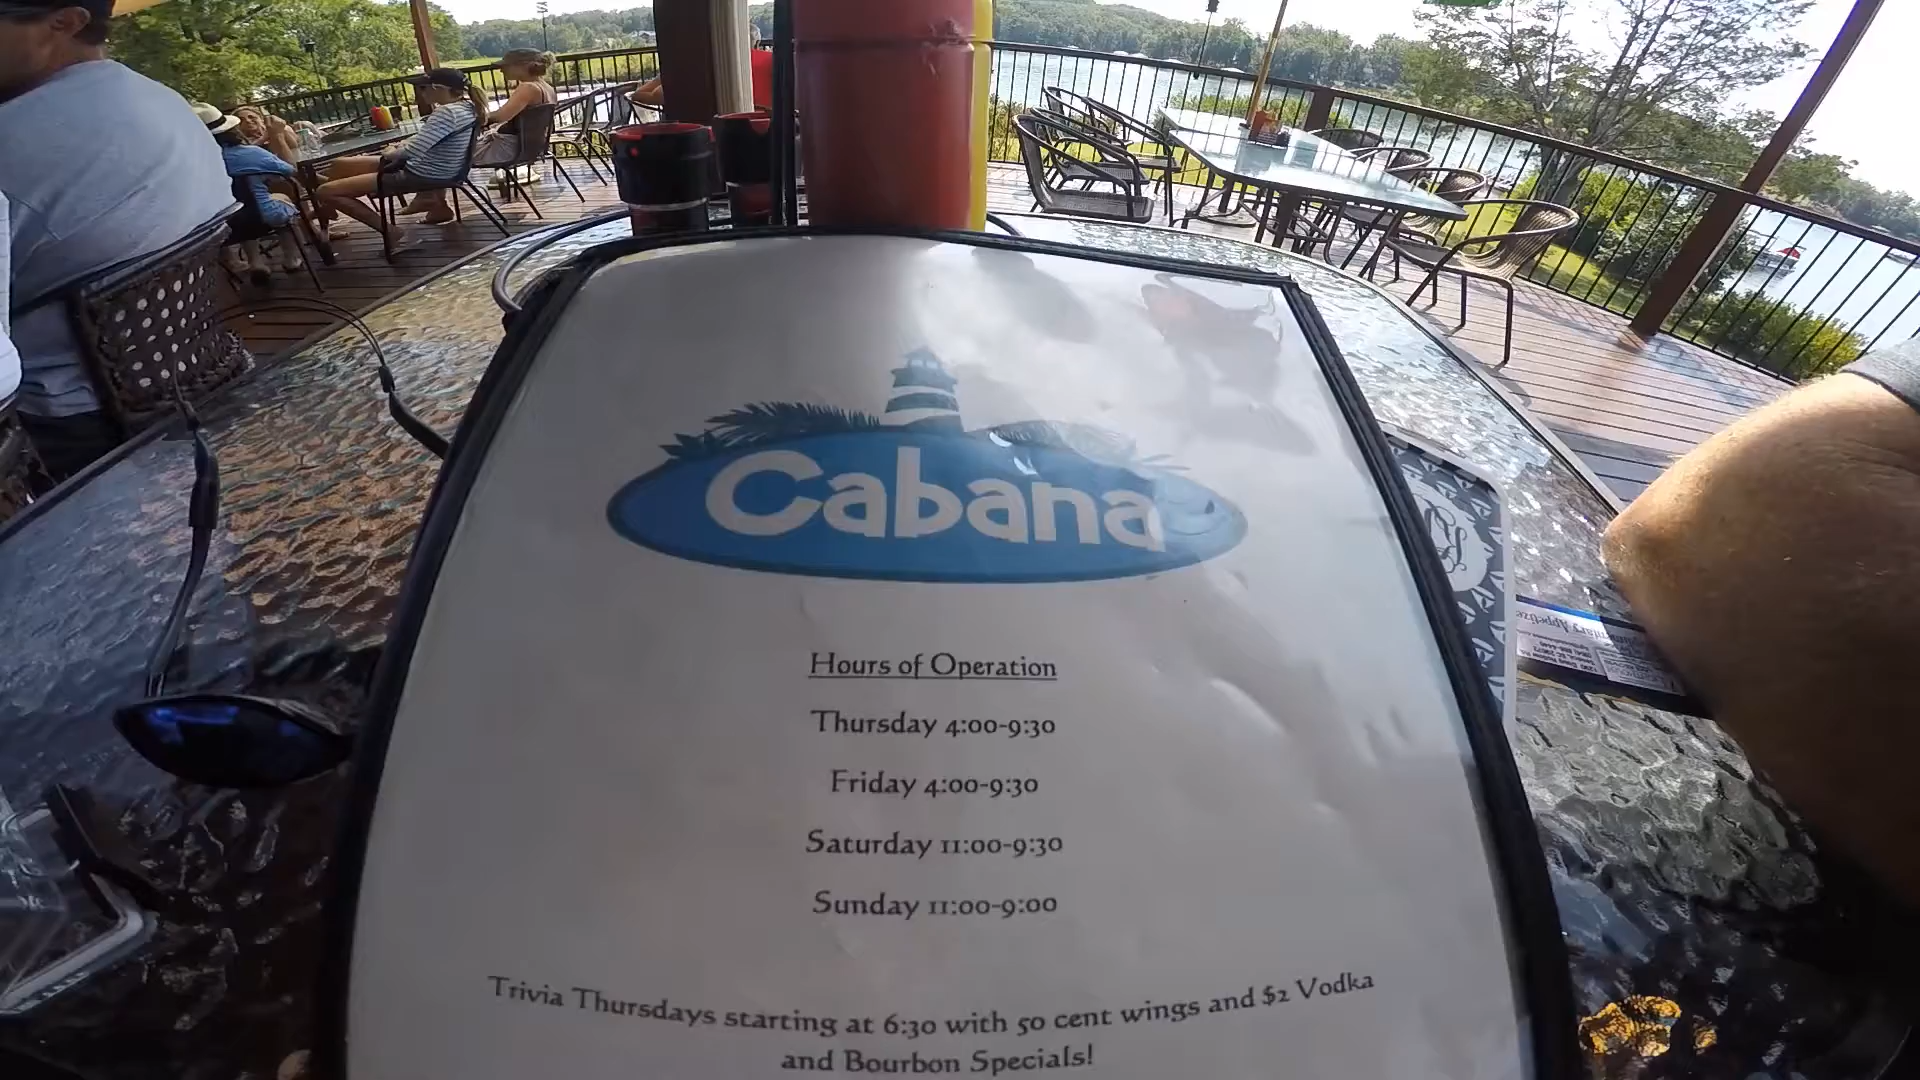 Cabana
Hours of Operation
Thursday 4:00-9:30
Friday 4:00-9:30
Saturday 11:00-9:30
Sunday 11:00-9:00
Trivia Thursdays starting at 6:30 with 50 cent wings and $2 Vodka
and Bourbon Specials!